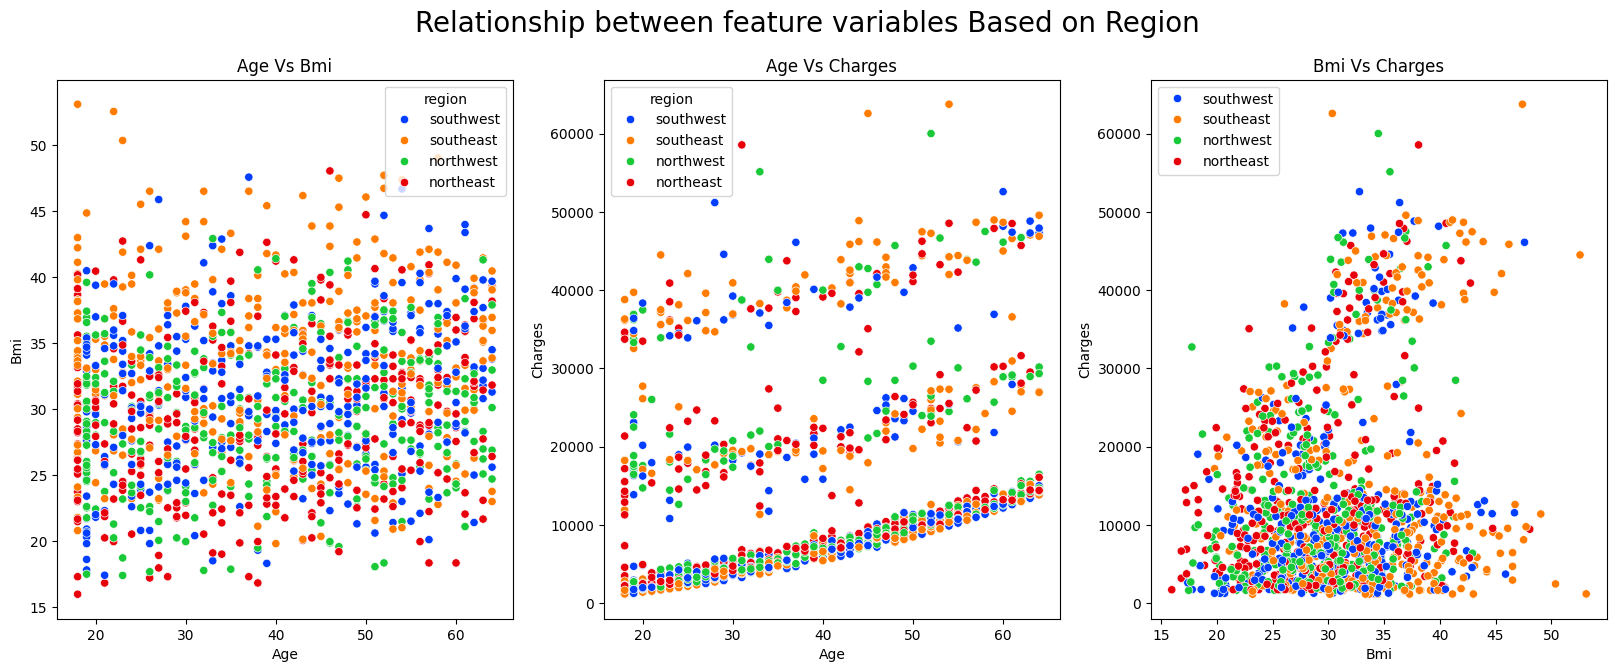 Relationship between feature variables Based on Region
Age Vs Bmi
region
southwest
southeast
northwest
northeast
50
45
40
35
30
25
20
15
Bmi
20
30
40
50
60
Age
Age Vs Charges
region
southwest
southeast
northwest
northeast
60000
50000
40000
30000
20000
10000
0
Charges
20
30
40
50
60
Age
Bmi Vs Charges
southwest
southeast
northwest
northeast
60000
50000
40000
30000
20000
10000
0
Charges
15
20
25
30
35
40
45
50
Bmi